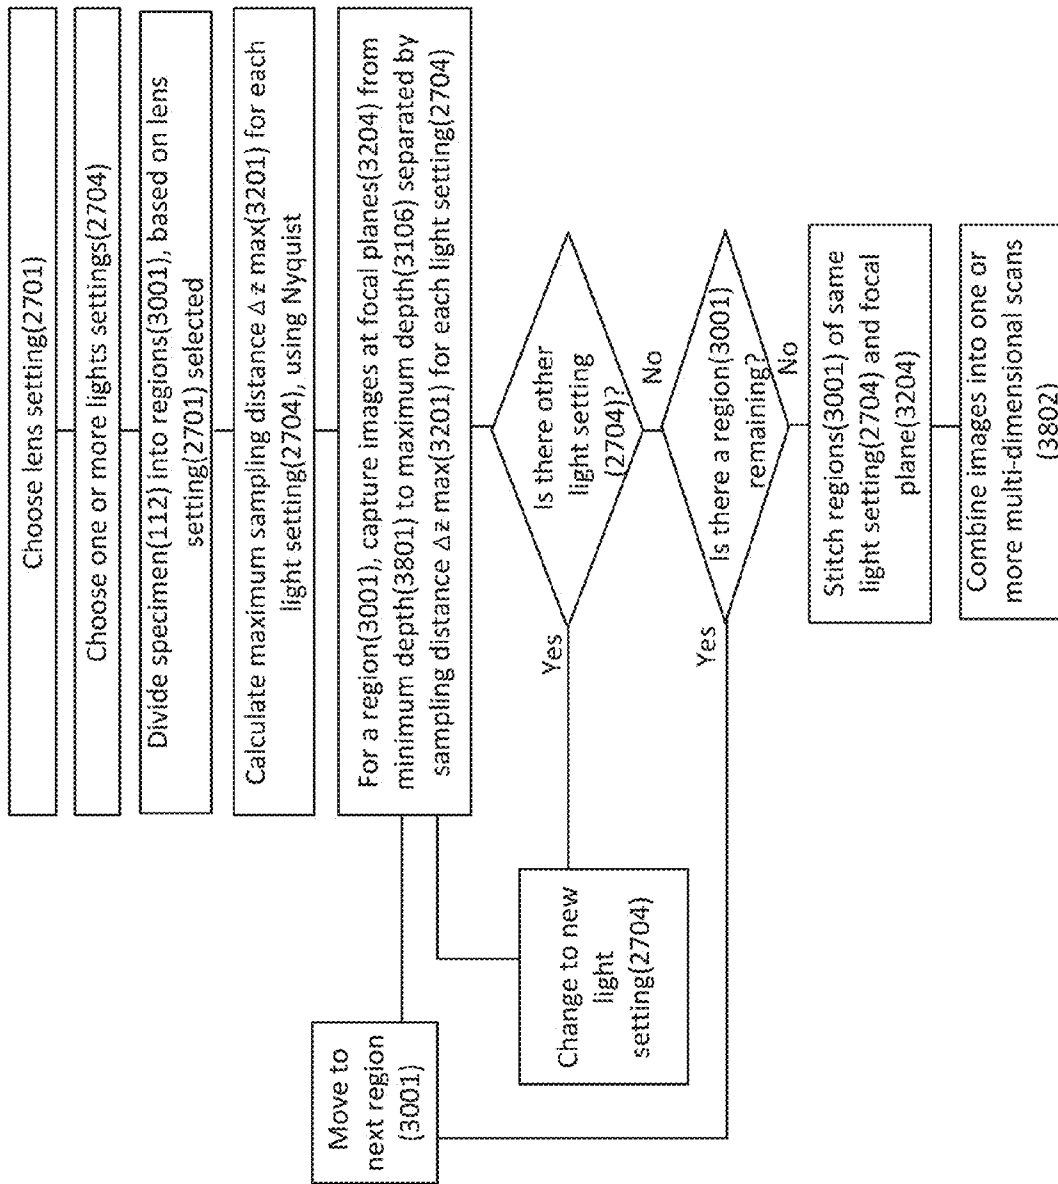 Choose lens setting(2701)
Choose one or more lights settings(2704)
Divide specimen(112) into regions(3001), based on lens
setting(2701) selected
Calculate maximum sampling distance Δz max(3201) for each
light setting(2704), using Nyquist
For a region(3001), capture images at focal planes(3204) from
minimum depth(3801) to maximum depth(3106) separated by
sampling distance Δz max(3201) for each light setting(2704)
Is there other
light setting
(2704)?
Yes
No
Change to new
light
setting(2704)
Is there a region(3001)
remaining?
Yes
No
Move to
next region
(3001)
Stitch regions(3001) of same
light setting(2704) and focal
plane(3204)
Combine images into one or
more multi-dimensional scans
(3802)